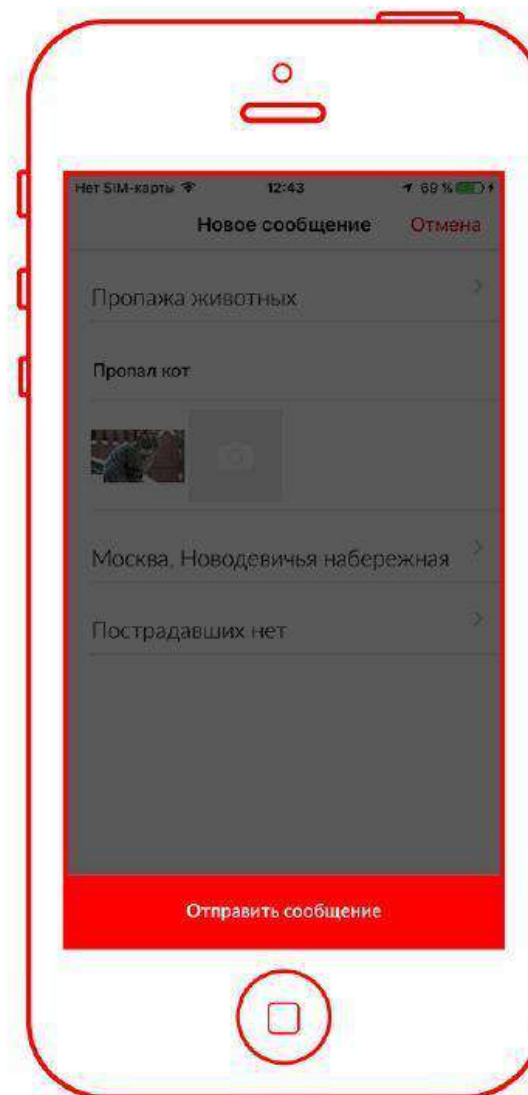 Нет SIM-карты 12:43 69 %
Новое сообщение Отмена
Пропажа животных
Пропал кот
Москва, Новодевичья набережная
Пострадавших нет
Отправить сообщение